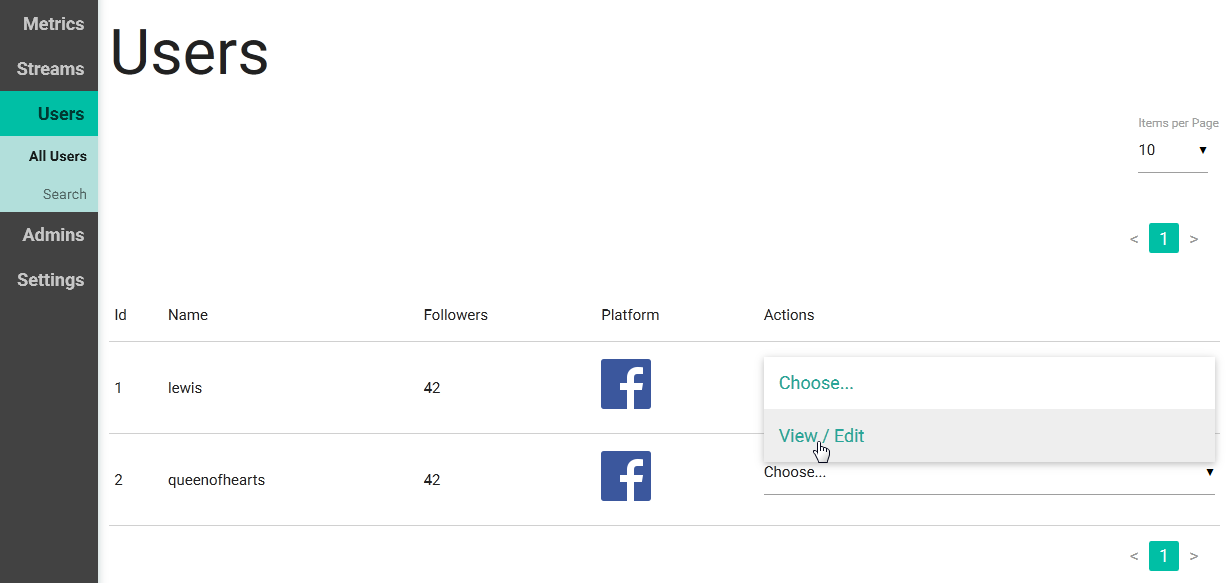 Metrics
Streams
Users
All Users
Search
Admins
Settings
Users
Items per Page
10 ▼
< 1 >
Id Name Followers Platform Actions
1 lewis 42 f Choose...
View / Edit
2 queenofhearts 42 f Choose... ▼
< 1 >